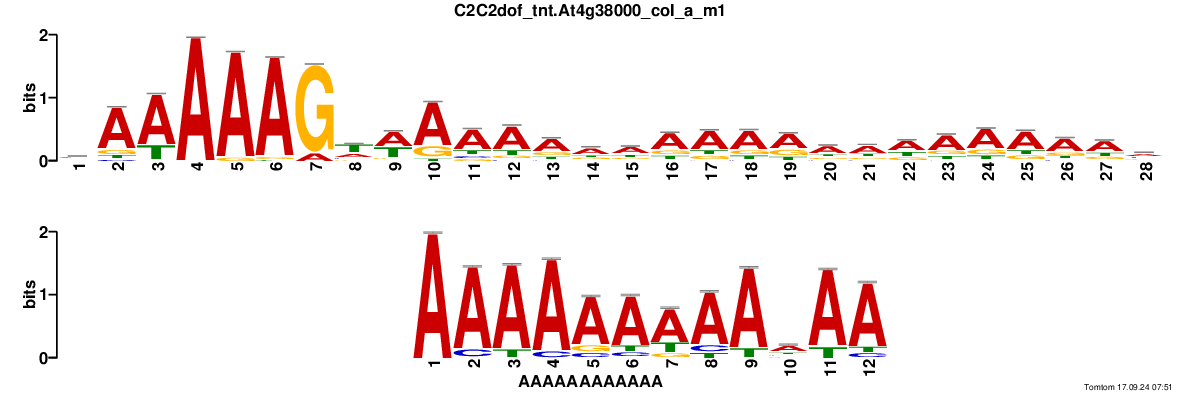 C2C2dof_tnt.At4g38000_col_a_m1
2
1
0
bits
1 2 3 4 5 6 7 8 9 10 11 12 13 14 15 16 17 18 19 20 21 22 23 24 25 26 27 28
2
1
0
bits
1 2 3 4 5 6 7 8 9 10 11 12
AAAAAAAAAAAA
Tomtom 17.09.24 07:51